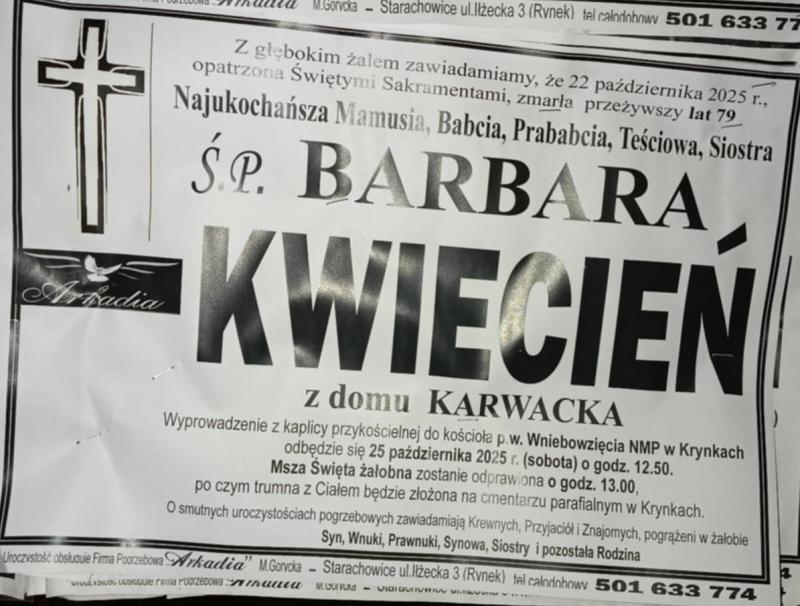 M.Gorycka - Starachowice ul.Iłżecka 3 (Rynek) tel całodobowy 501 633 77
Z głębokim żalem zawiadamiamy, że 22 października 2025 r.,
opatrzona Świętymi Sakramentami, zmarła przeżywszy lat 79
Najukochańsza Mamusia, Babcia, Prababcia, Teściowa, Siostra
Ś.P. BARBARA
KWIECIEŃ
Arkadia
z domu KARWACKA
Wyprowadzenie z kaplicy przykościelnej do kościoła p.w. Wniebowzięcia NMP w Krynkach
odbędzie się 25 października 2025 r. (sobota) o godz. 12.50.
Msza Święta żałobna zostanie odprawiona o godz. 13.00,
po czym trumna z Ciałem będzie złożona na cmentarzu parafialnym w Krynkach.
O smutnych uroczystościach pogrzebowych zawiadamiają Krewnych, Przyjaciół i Znajomych, pogrążeni w żałobie
Syn, Wnuki, Prawnuki, Synowa, Siostry i pozostała Rodzina
Uroczystość obsługuje Firma Pogrzebowa "Arkadia" M.Gorycka - Starachowice ul.Iłżecka 3 (Rynek) tel całodobowy 501 633 774